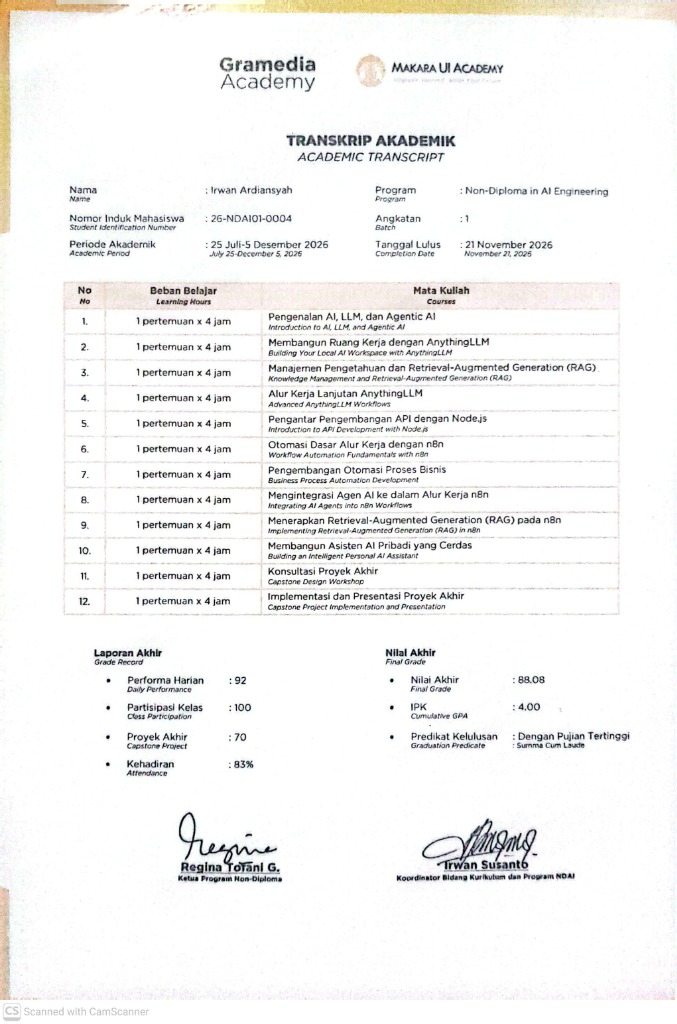 Gramedia
Academy
MAKARA UI ACADEMY
TRANSKRIP AKADEMIK
ACADEMIC TRANSCRIPT
Nama : Irwan Ardiansyah
Name
Program : Non-Diploma in AI Engineering
Program
Nomor Induk Mahasiswa : 26-NDAI01-0004
Student Identification Number
Angkatan : 1
Batch
Periode Akademik : 25 Juli-5 Desember 2026
Academic Period July 25-December 5, 2026
Tanggal Lulus : 21 November 2026
Completion Date November 21, 2026
No Beban Belajar Mata Kuliah
No Learning Hours Courses
1. 1 pertemuan x 4 jam Pengenalan AI, LLM, dan Agentic AI
Introduction to AI, LLM, and Agentic AI
2. 1 pertemuan x 4 jam Membangun Ruang Kerja dengan AnythingLLM
Building Your Local AI Workspace with AnythingLLM
3. 1 pertemuan x 4 jam Manajemen Pengetahuan dan Retrieval-Augmented Generation (RAG)
Knowledge Management and Retrieval-Augmented Generation (RAG)
4. 1 pertemuan x 4 jam Alur Kerja Lanjutan AnythingLLM
Advanced AnythingLLM Workflows
5. 1 pertemuan x 4 jam Pengantar Pengembangan API dengan Node.js
Introduction to API Development with Node.js
6. 1 pertemuan x 4 jam Otomasi Dasar Alur Kerja dengan n8n
Workflow Automation Fundamentals with n8n
7. 1 pertemuan x 4 jam Pengembangan Otomasi Proses Bisnis
Business Process Automation Development
8. 1 pertemuan x 4 jam Mengintegrasi Agen AI ke dalam Alur Kerja n8n
Integrating AI Agents into n8n Workflows
9. 1 pertemuan x 4 jam Menerapkan Retrieval-Augmented Generation (RAG) pada n8n
Implementing Retrieval-Augmented Generation (RAG) in n8n
10. 1 pertemuan x 4 jam Membangun Asisten AI Pribadi yang Cerdas
Building an Intelligent Personal AI Assistant
11. 1 pertemuan x 4 jam Konsultasi Proyek Akhir
Capstone Design Workshop
12. 1 pertemuan x 4 jam Implementasi dan Presentasi Proyek Akhir
Capstone Project Implementation and Presentation
Laporan Akhir
Grade Record
• Performa Harian : 92
Daily Performance
• Partisipasi Kelas : 100
Class Participation
• Proyek Akhir : 70
Capstone Project
• Kehadiran : 83%
Attendance
Nilai Akhir
Final Grade
• Nilai Akhir : 88.08
Final Grade
• IPK : 4.00
Cumulative GPA
• Predikat Kelulusan : Dengan Pujian Tertinggi
Graduation Predicate : Summa Cum Laude
Regina Tofani G.
Ketua Program Non-Diploma
Irwan Susanto
Koordinator Bidang Kurikulum dan Program NDAI
CS Scanned with CamScanner